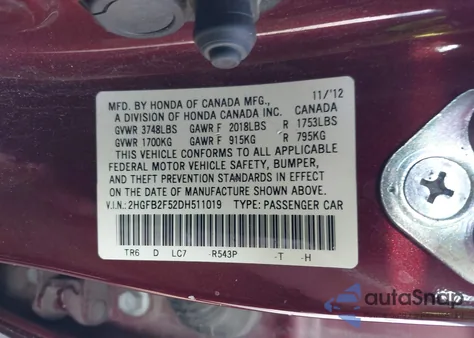 11/'12
MFD. BY HONDA OF CANADA MFG., CANADA
A DIVISION OF HONDA CANADA INC.
GVWR 3748LBS GAWR F 2018LBS R 1753LBS
GVWR 1700KG GAWR F 915KG R 795KG
THIS VEHICLE CONFORMS TO ALL APPLICABLE
FEDERAL MOTOR VEHICLE SAFETY, BUMPER,
AND THEFT PREVENTION STANDARDS IN EFFECT ON
THE DATE OF MANUFACTURE SHOWN ABOVE.
V.I.N.: 2HGFB2F52DH511019 TYPE: PASSENGER CAR
TR6 D LC7 -R543P -T -H
autaSnap